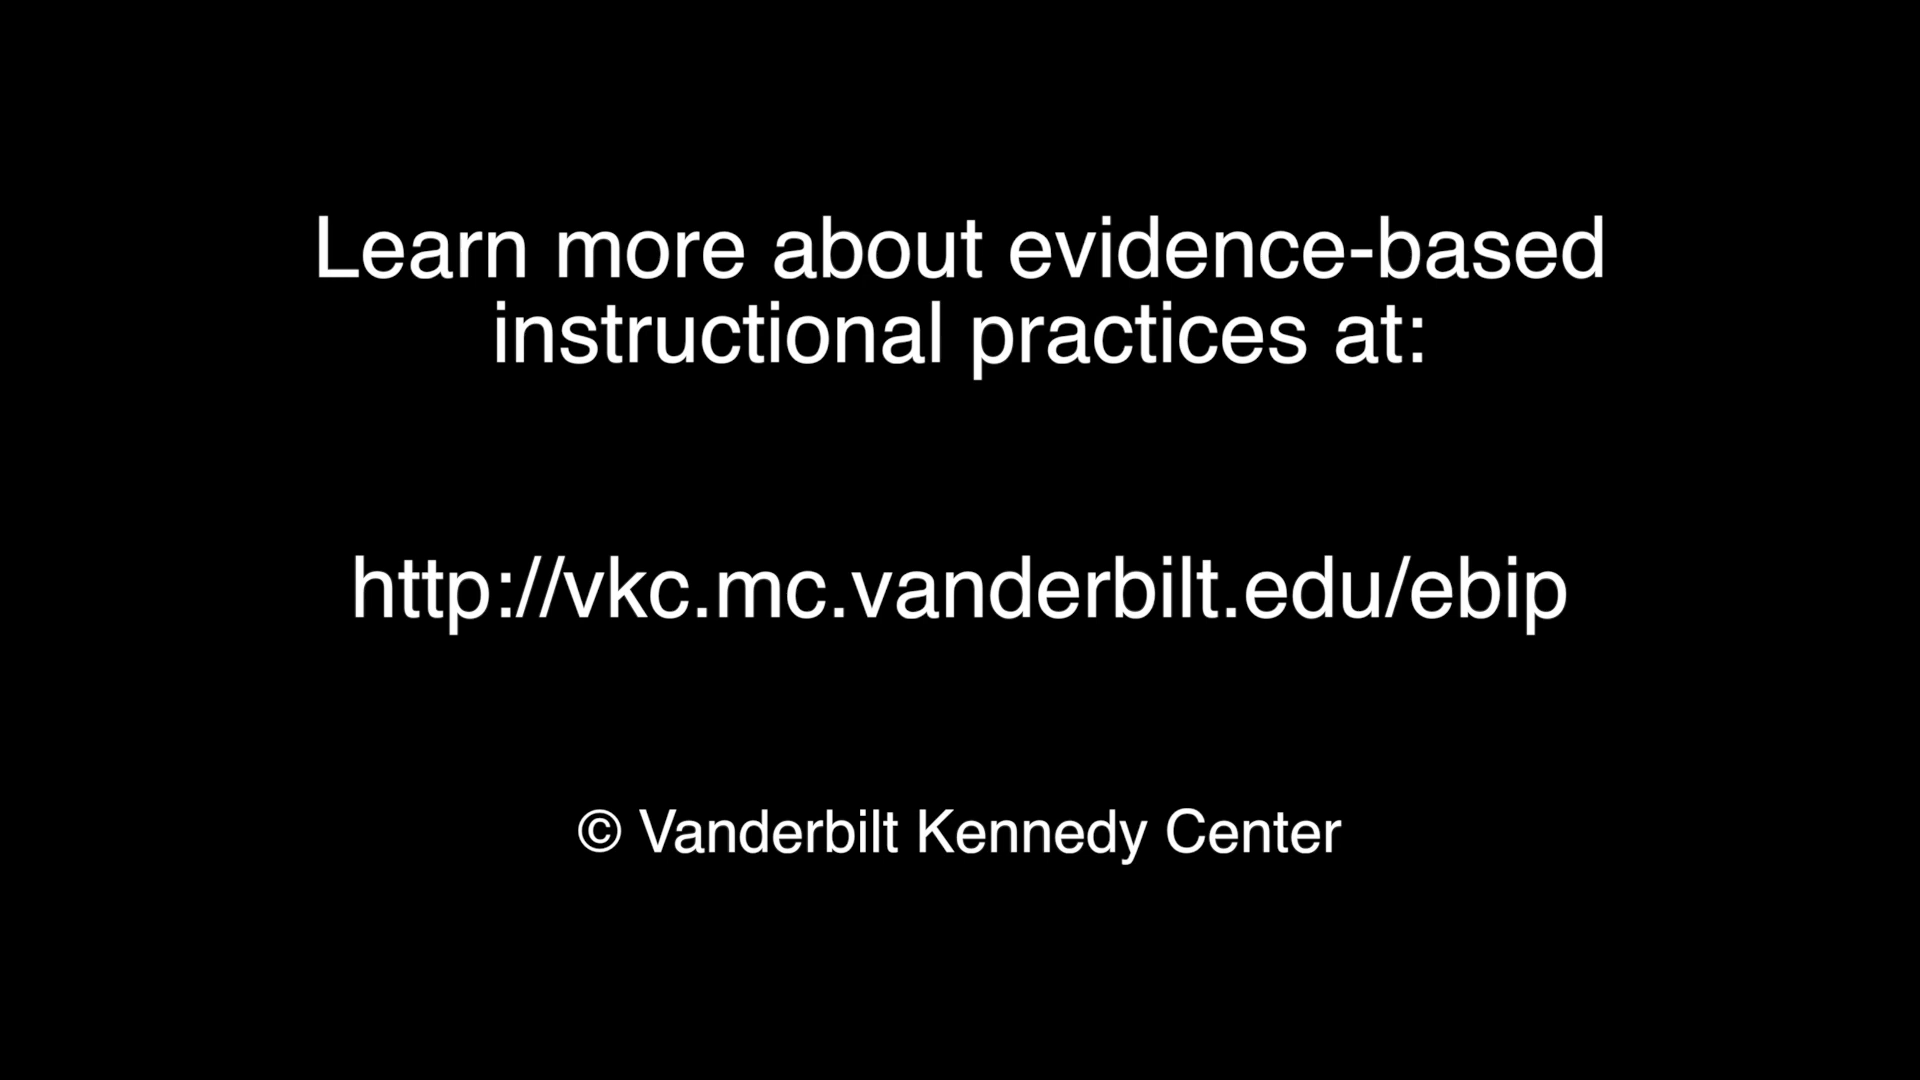 Learn more about evidence-based
instructional practices at:
http://vkc.mc.vanderbilt.edu/ebip
© Vanderbilt Kennedy Center